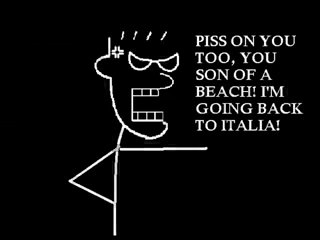 PISS ON YOU
TOO, YOU
SON OF A
BEACH! I'M
GOING BACK
TO ITALIA!